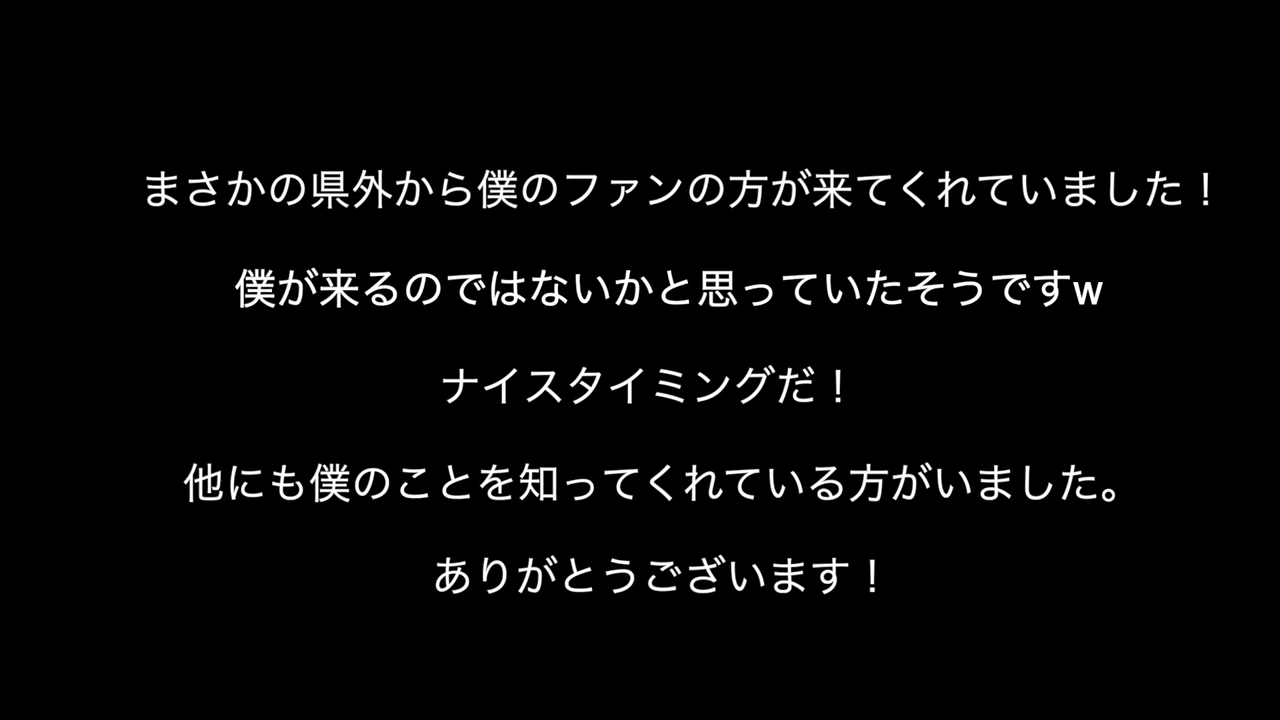 まさかの県外から僕のファンの方が来てくれていました！
僕が来るのではないかと思っていたそうですw
ナイスタイミングだ！
他にも僕のことを知ってくれている方がいました。
ありがとうございます！